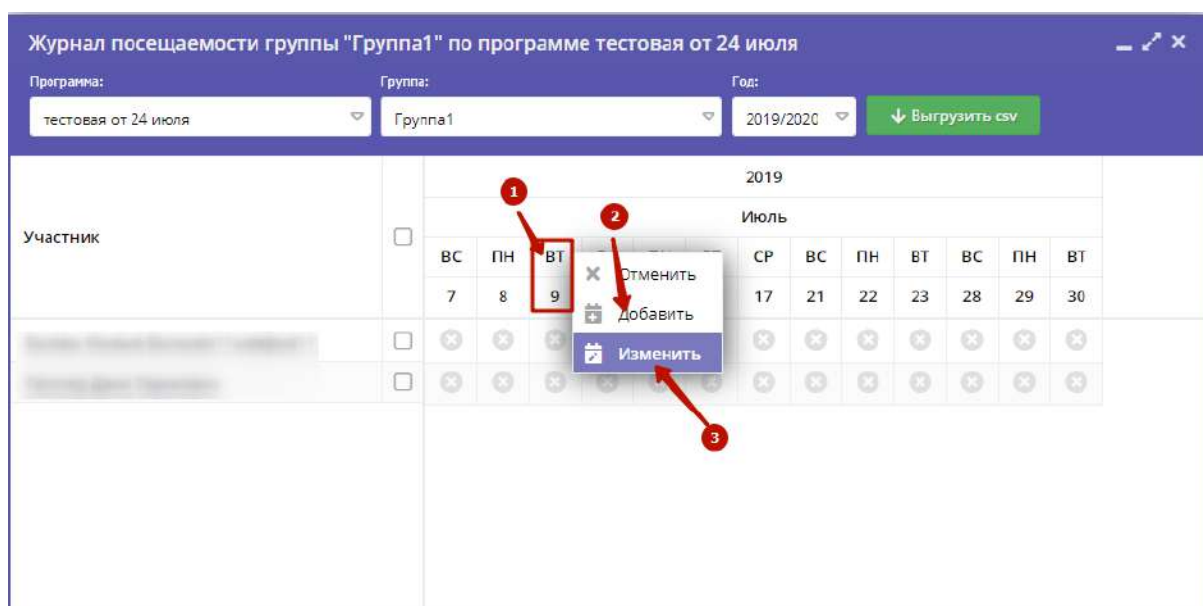 Журнал посещаемости группы "Группа1" по программе тестовая от 24 июля
Программа: Группа: Год:
тестовая от 24 июля Группа1 2019/2020 Выгрузить csv
2019
1
2 Июль
Участник
ВС ПН ВТ СР ВС ПН ВТ ВС ПН ВТ
Отменить
7 8 9 17 21 22 23 28 29 30
Добавить
Изменить
3